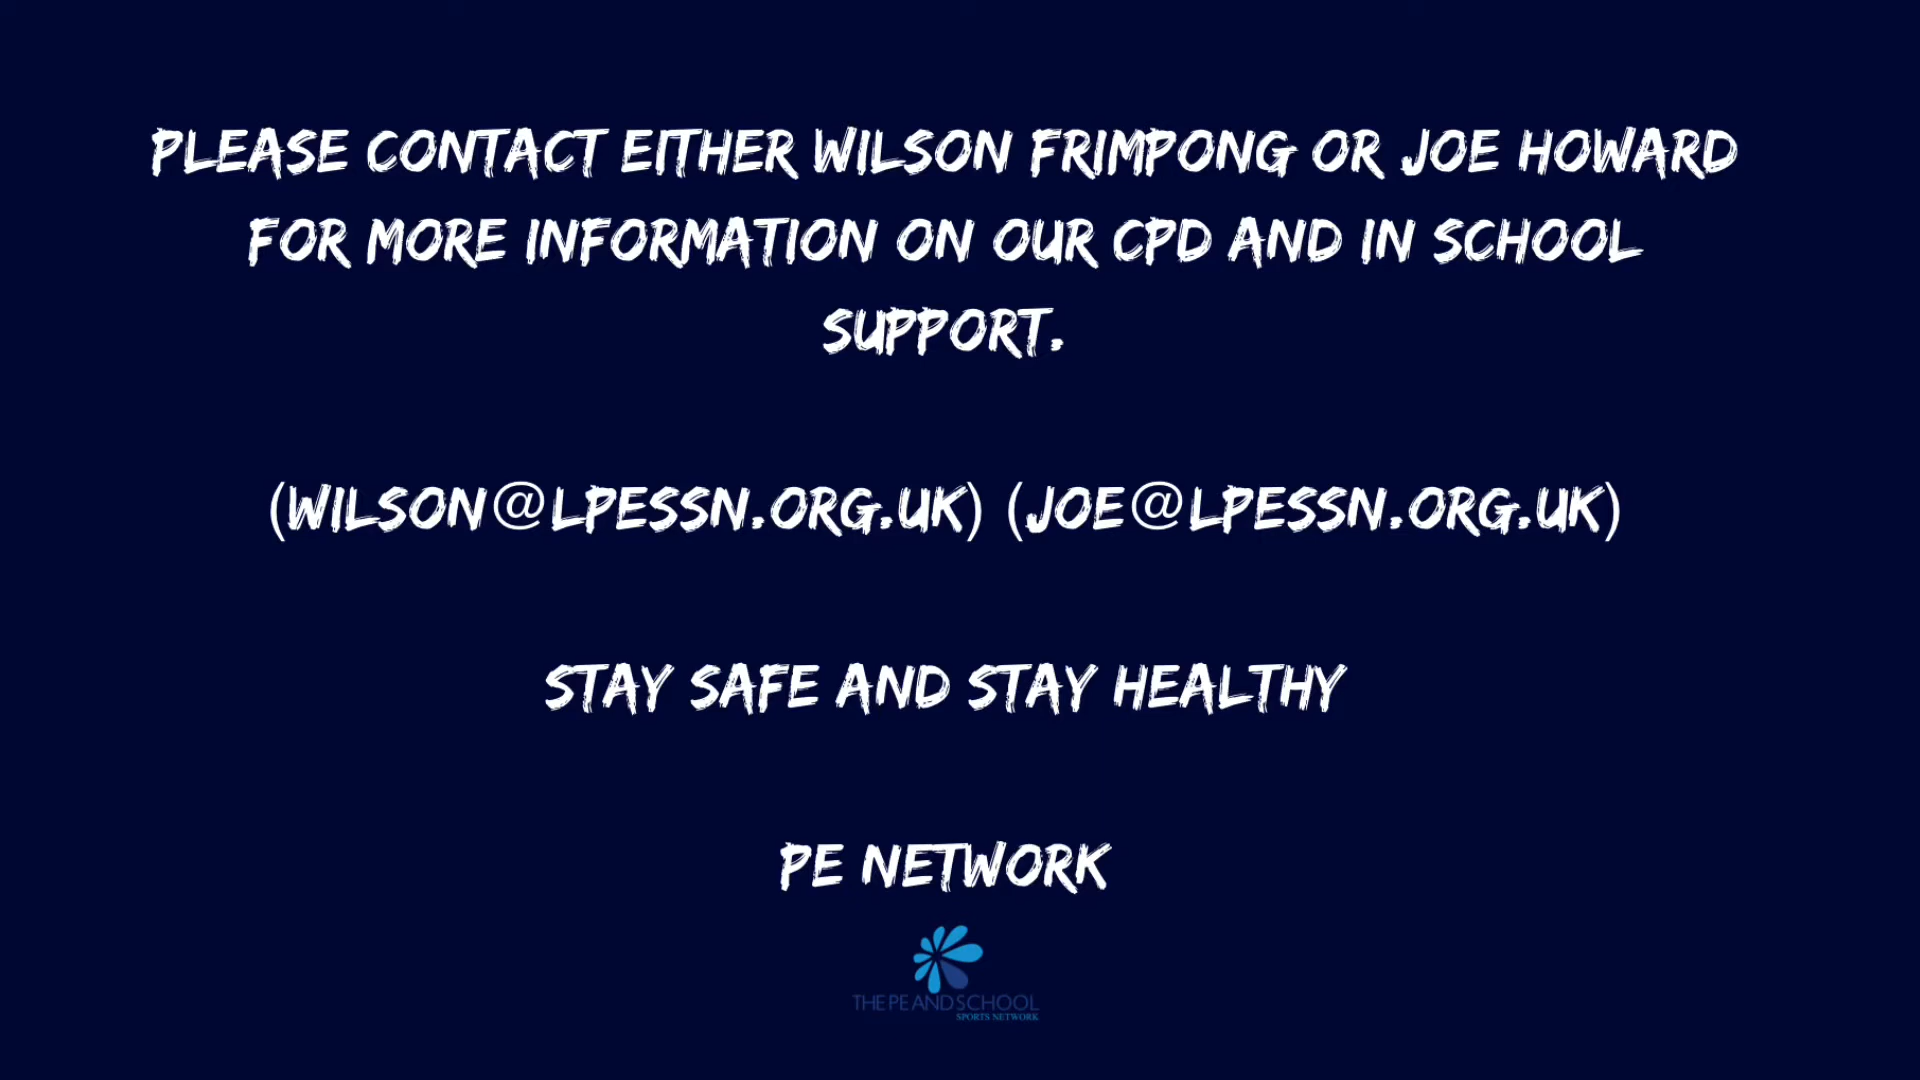 PLEASE CONTACT EITHER WILSON FRIMPONG OR JOE HOWARD
FOR MORE INFORMATION ON OUR CPD AND IN SCHOOL
SUPPORT.
(WILSON@LPESSN.ORG.UK) (JOE@LPESSN.ORG.UK)
STAY SAFE AND STAY HEALTHY
PE NETWORK
THE PE AND SCHOOL
SPORTS NETWORK